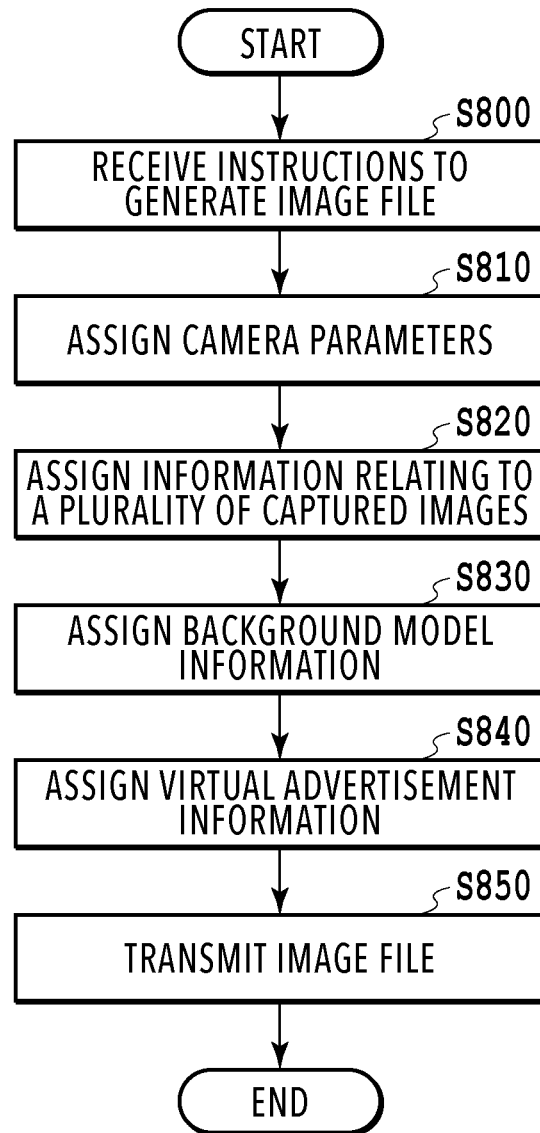 START
S800
RECEIVE INSTRUCTIONS TO
GENERATE IMAGE FILE
S810
ASSIGN CAMERA PARAMETERS
S820
ASSIGN INFORMATION RELATING TO
A PLURALITY OF CAPTURED IMAGES
S830
ASSIGN BACKGROUND MODEL
INFORMATION
S840
ASSIGN VIRTUAL ADVERTISEMENT
INFORMATION
S850
TRANSMIT IMAGE FILE
END